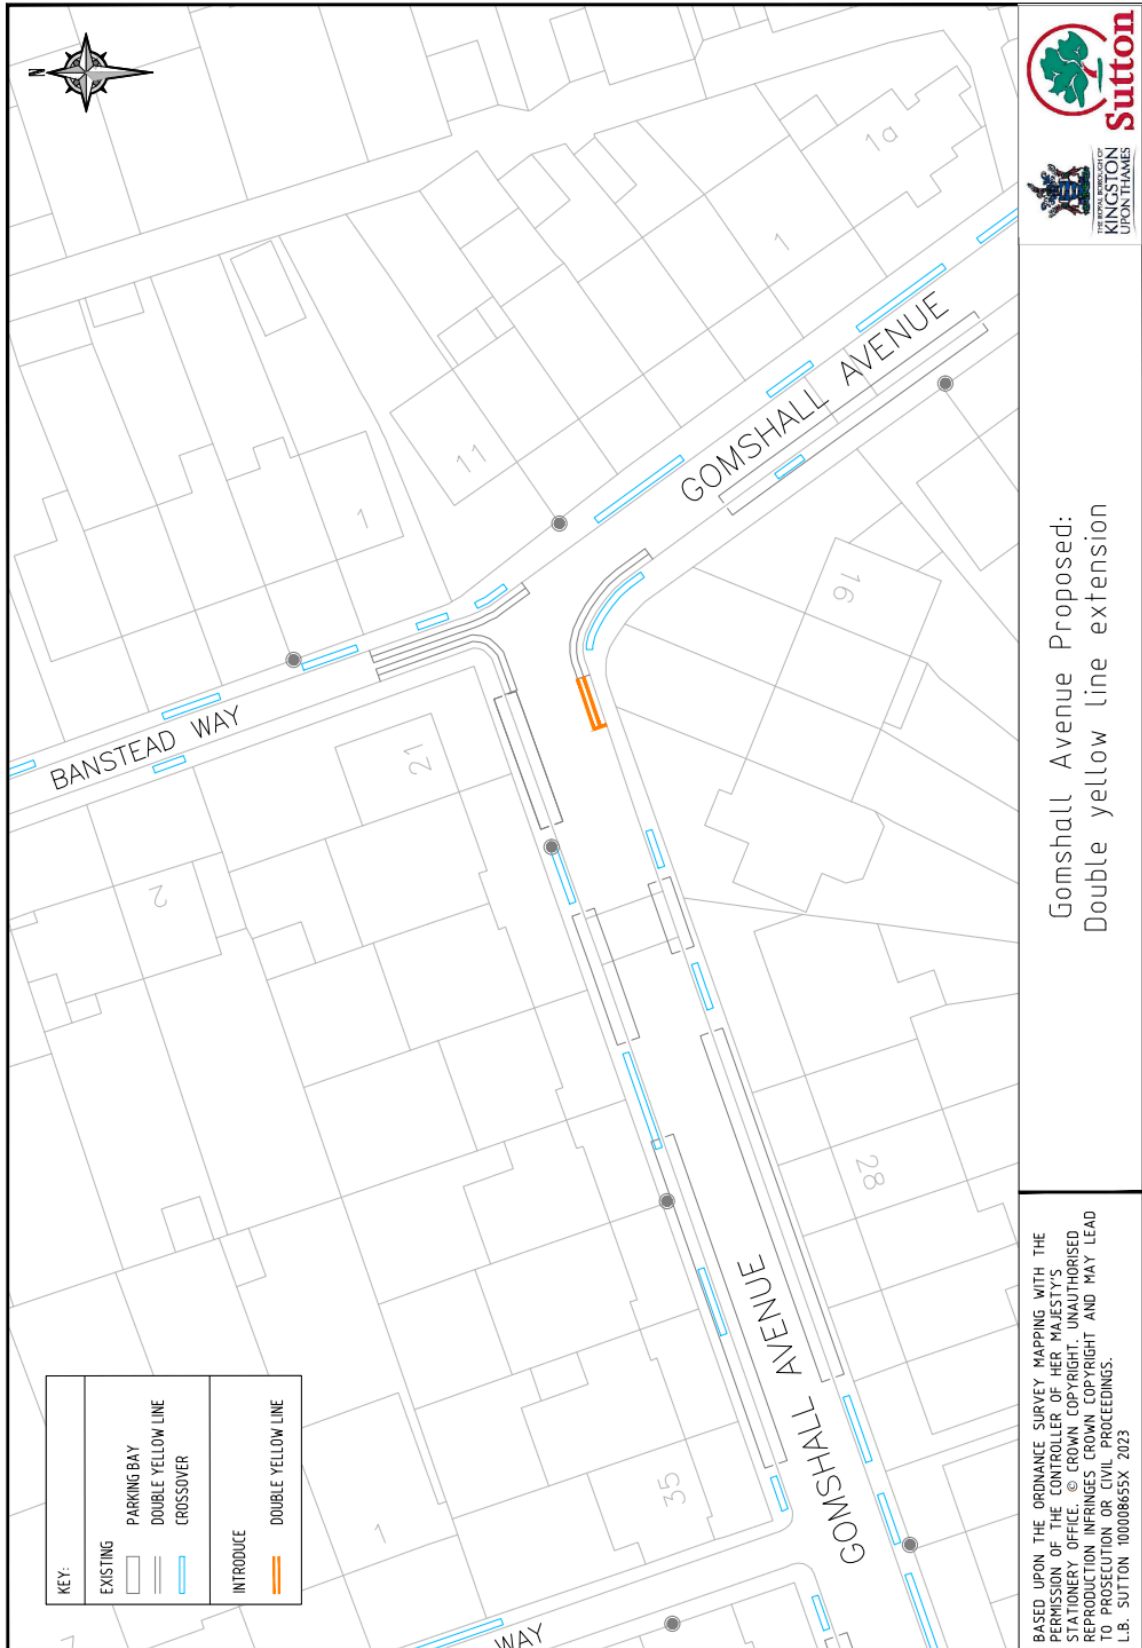 N
KEY:
EXISTING
PARKING BAY
DOUBLE YELLOW LINE
CROSSOVER
INTRODUCE
DOUBLE YELLOW LINE
BANSTEAD WAY
GOMSHALL AVENUE
GOMSHALL AVENUE
WAY
1
2
21
35
1
11
1
1a
16
28
BASED UPON THE ORDNANCE SURVEY MAPPING WITH THE
PERMISSION OF THE CONTROLLER OF HER MAJESTY'S
STATIONERY OFFICE. © CROWN COPYRIGHT. UNAUTHORISED
REPRODUCTION INFRINGES CROWN COPYRIGHT AND MAY LEAD
TO PROSECUTION OR CIVIL PROCEEDINGS.
L.B. SUTTON 100008655X 2023
Gomshall Avenue Proposed:
Double yellow line extension
THE ROYAL BOROUGH OF
KINGSTON
UPON THAMES
Sutton